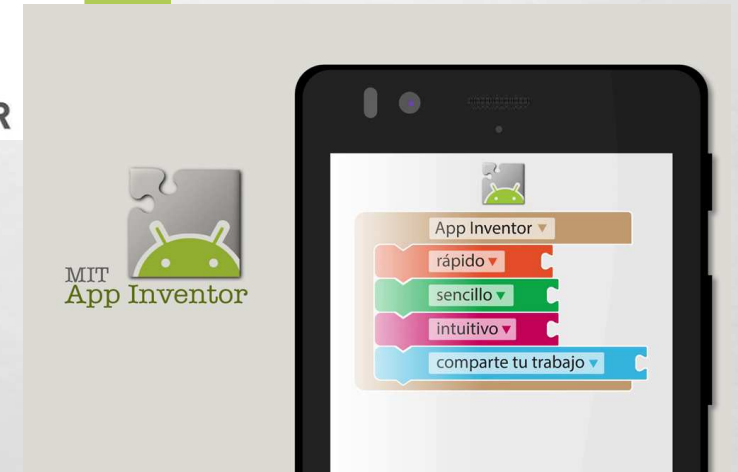 R
MIT
App Inventor
App Inventor
rápido
sencillo
intuitivo
comparte tu trabajo